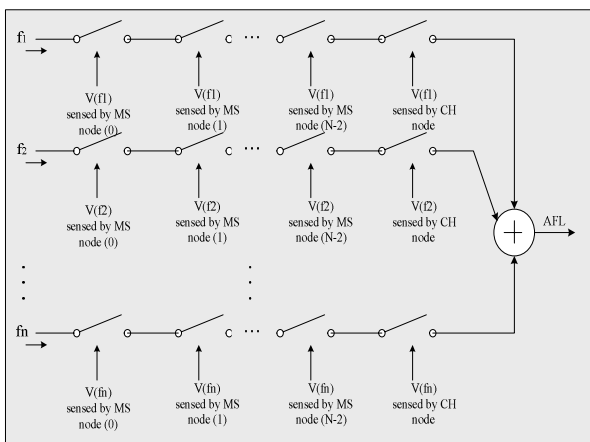 f1
V(f1) sensed by MS node (0)
V(f1) sensed by MS node (1)
...
V(f1) sensed by MS node (N-2)
V(f1) sensed by CH node
f2
V(f2) sensed by MS node (0)
V(f2) sensed by MS node (1)
...
V(f2) sensed by MS node (N-2)
V(f2) sensed by CH node
+
AFL
fn
V(fn) sensed by MS node (0)
V(fn) sensed by MS node (1)
...
V(fn) sensed by MS node (N-2)
V(fn) sensed by CH node